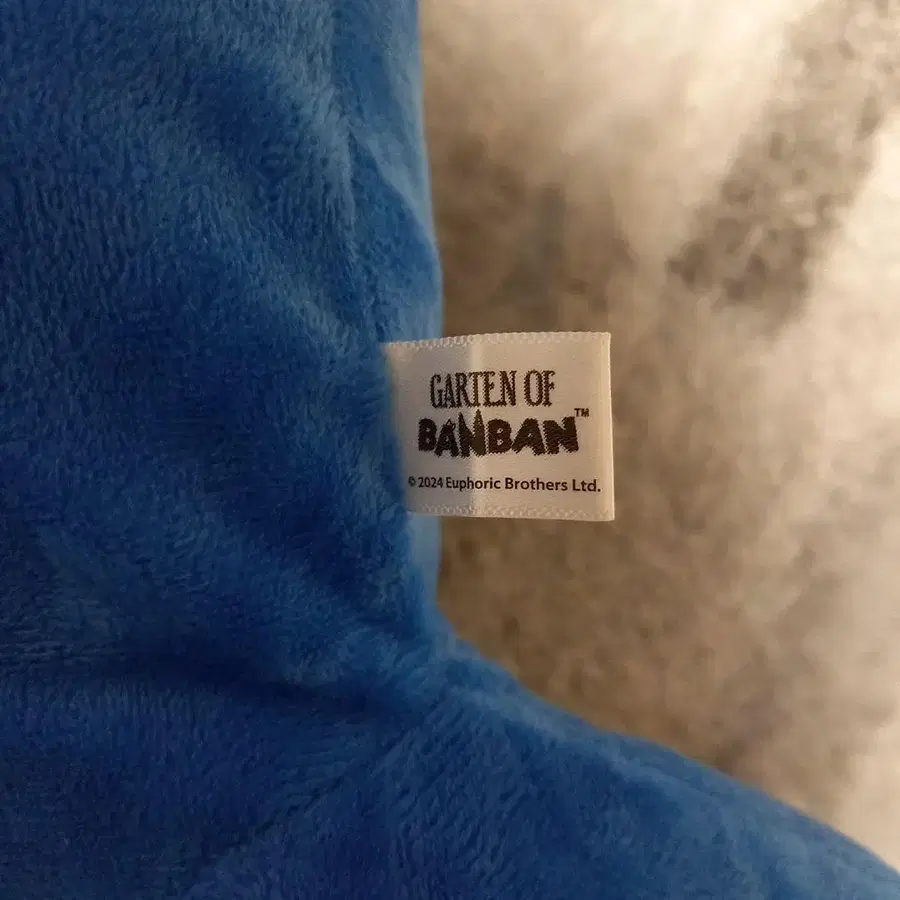 GARTEN OF
BANBAN™
© 2024 Euphoric Brothers Ltd.